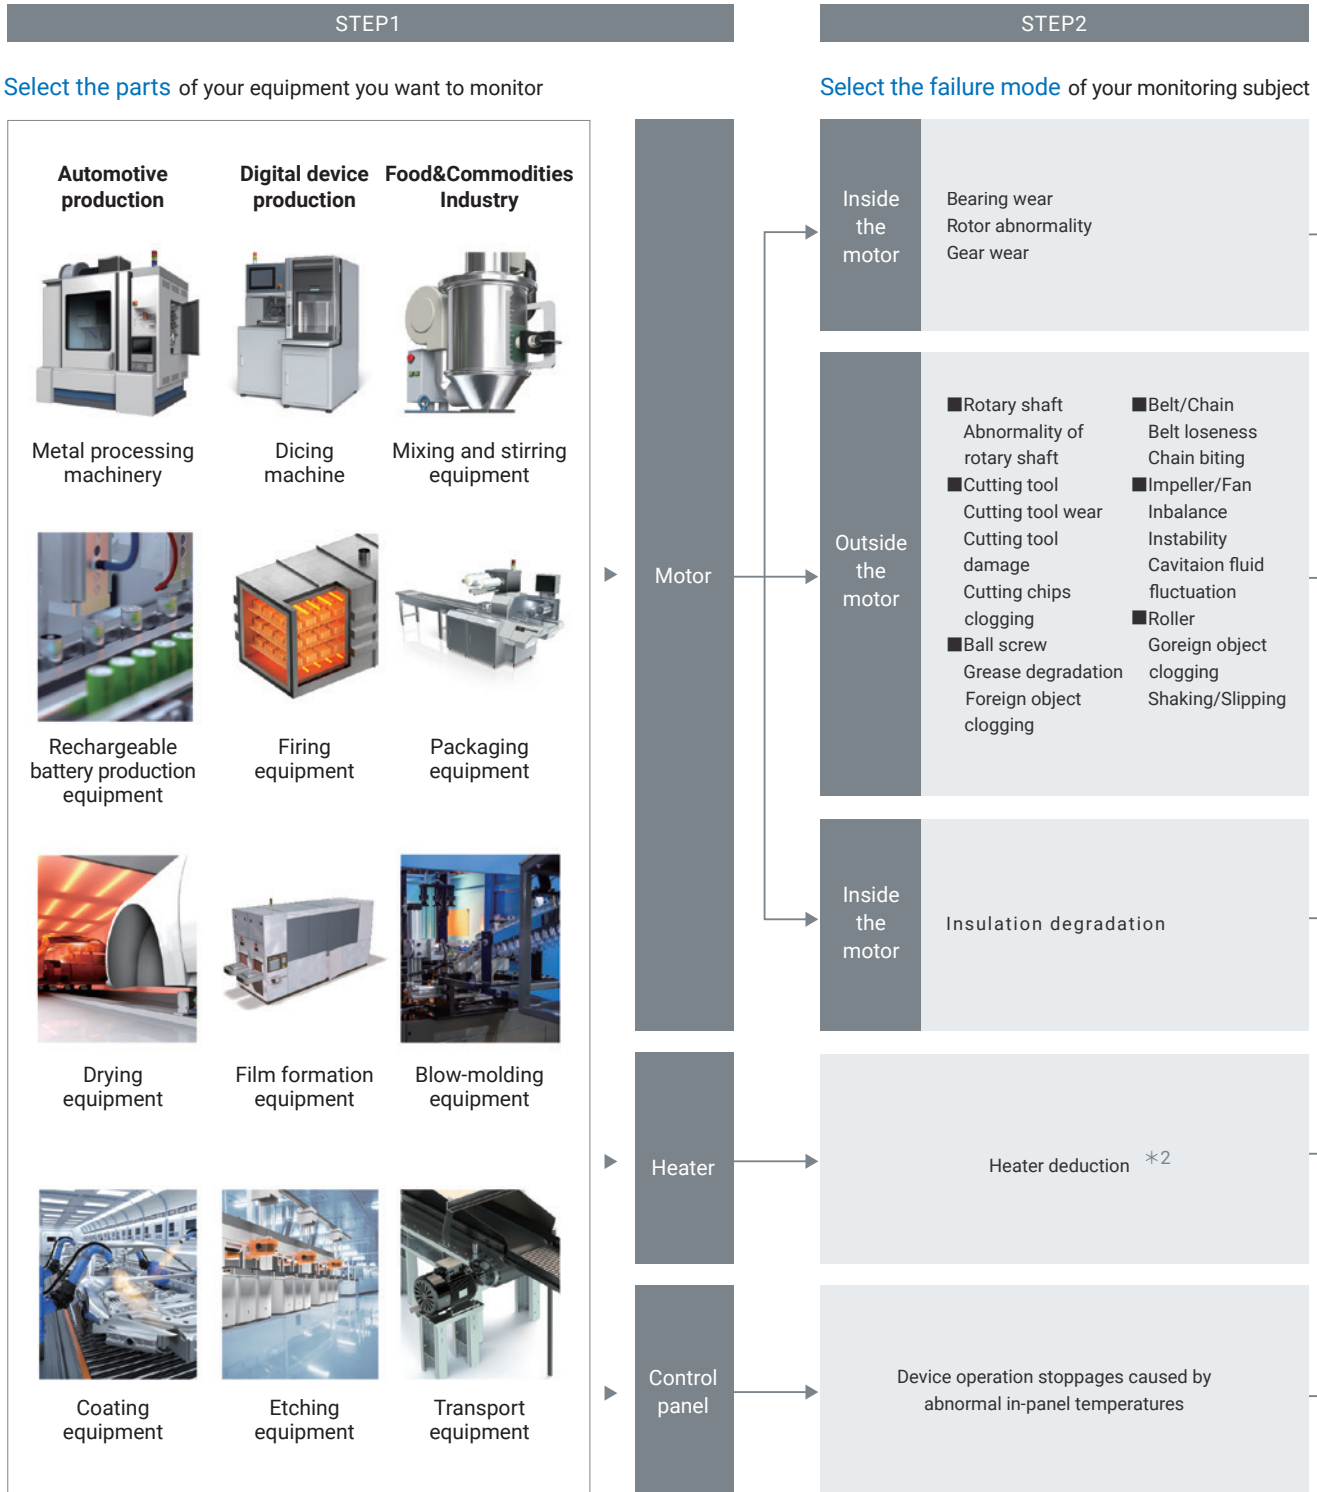 STEP1
Select the parts of your equipment you want to monitor
Automotive
production
Digital device
production
Food&Commodities
Industry
Metal processing
machinery
Dicing
machine
Mixing and stirring
equipment
Rechargeable
battery production
equipment
Firing
equipment
Packaging
equipment
Drying
equipment
Film formation
equipment
Blow-molding
equipment
Coating
equipment
Etching
equipment
Transport
equipment
Motor
Heater
Control
panel
STEP2
Select the failure mode of your monitoring subject
Inside
the
motor
Bearing wear
Rotor abnormality
Gear wear
Outside
the
motor
■Rotary shaft
Abnormality of
rotary shaft
■Cutting tool
Cutting tool wear
Cutting tool
damage
Cutting chips
clogging
■Ball screw
Grease degradation
Foreign object
clogging
■Belt/Chain
Belt loseness
Chain biting
■Impeller/Fan
Inbalance
Instability
Cavitaion fluid
fluctuation
■Roller
Goreign object
clogging
Shaking/Slipping
Inside
the
motor
Insulation degradation
Heater deduction *2
Device operation stoppages caused by
abnormal in-panel temperatures